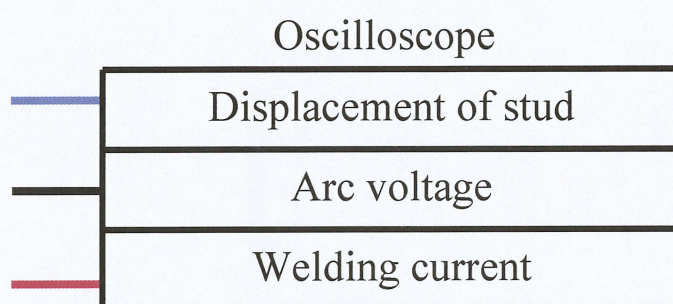 Oscilloscope
Displacement of stud
Arc voltage
Welding current